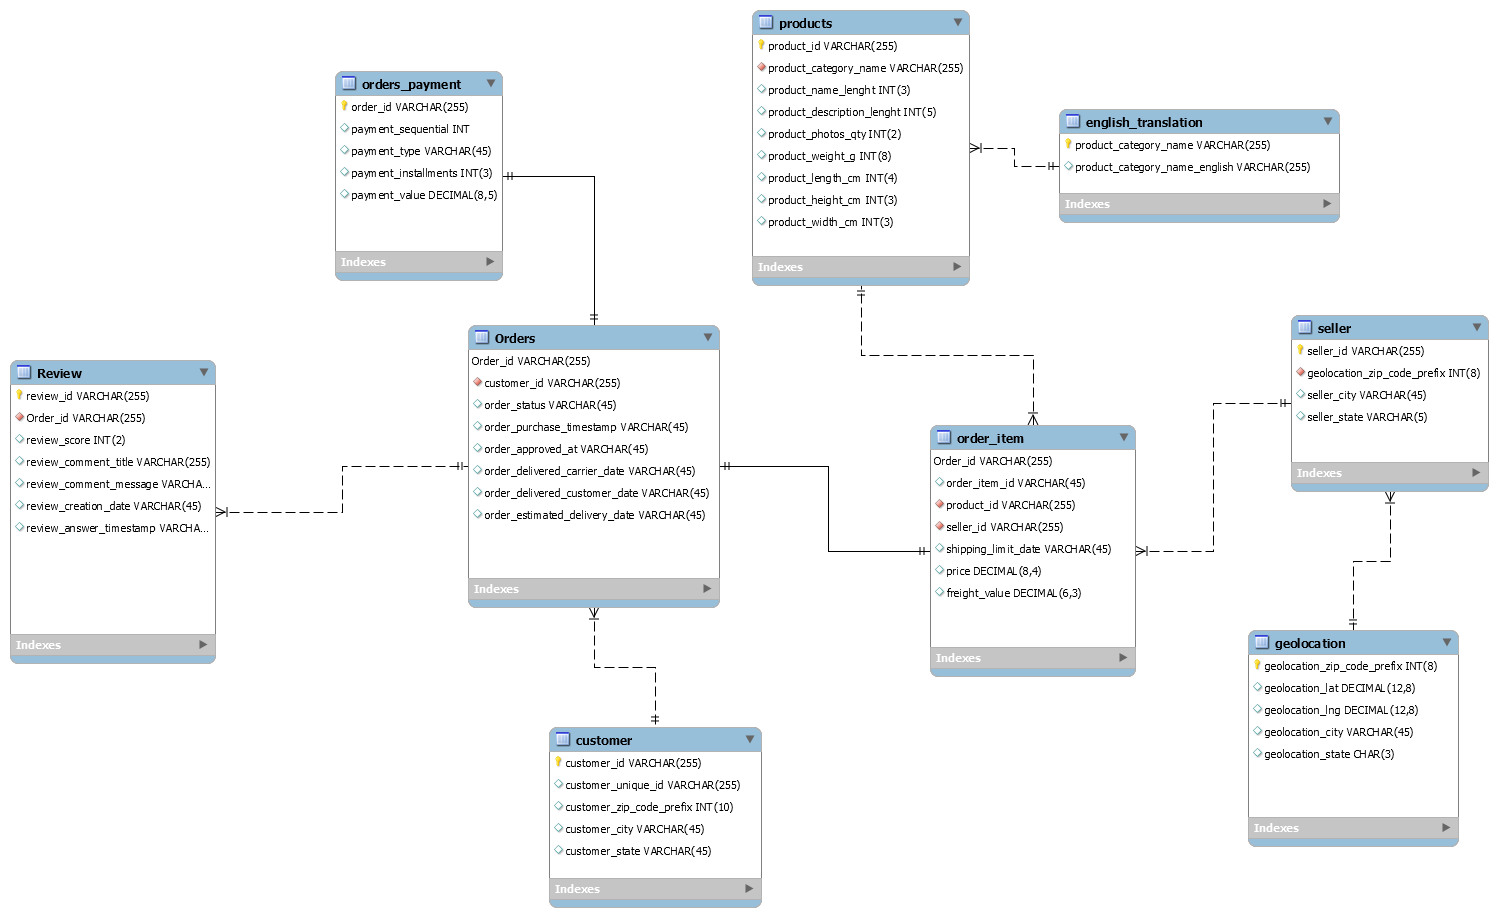 products
product_id VARCHAR(255)
product_category_name VARCHAR(255)
product_name_lenght INT(3)
product_description_lenght INT(5)
product_photos_qty INT(2)
product_weight_g INT(8)
product_length_cm INT(4)
product_height_cm INT(3)
product_width_cm INT(3)
Indexes
orders_payment
order_id VARCHAR(255)
payment_sequential INT
payment_type VARCHAR(45)
payment_installments INT(3)
payment_value DECIMAL(8,5)
Indexes
english_translation
product_category_name VARCHAR(255)
product_category_name_english VARCHAR(255)
Indexes
Orders
Order_id VARCHAR(255)
customer_id VARCHAR(255)
order_status VARCHAR(45)
order_purchase_timestamp VARCHAR(45)
order_approved_at VARCHAR(45)
order_delivered_carrier_date VARCHAR(45)
order_delivered_customer_date VARCHAR(45)
order_estimated_delivery_date VARCHAR(45)
Indexes
seller
seller_id VARCHAR(255)
geolocation_zip_code_prefix INT(8)
seller_city VARCHAR(45)
seller_state VARCHAR(5)
Indexes
Review
review_id VARCHAR(255)
Order_id VARCHAR(255)
review_score INT(2)
review_comment_title VARCHAR(255)
review_comment_message VARCHA...
review_creation_date VARCHAR(45)
review_answer_timestamp VARCHA...
Indexes
order_item
Order_id VARCHAR(255)
order_item_id VARCHAR(45)
product_id VARCHAR(255)
seller_id VARCHAR(255)
shipping_limit_date VARCHAR(45)
price DECIMAL(8,4)
freight_value DECIMAL(6,3)
Indexes
geolocation
geolocation_zip_code_prefix INT(8)
geolocation_lat DECIMAL(12,8)
geolocation_lng DECIMAL(12,8)
geolocation_city VARCHAR(45)
geolocation_state CHAR(3)
Indexes
customer
customer_id VARCHAR(255)
customer_unique_id VARCHAR(255)
customer_zip_code_prefix INT(10)
customer_city VARCHAR(45)
customer_state VARCHAR(45)
Indexes